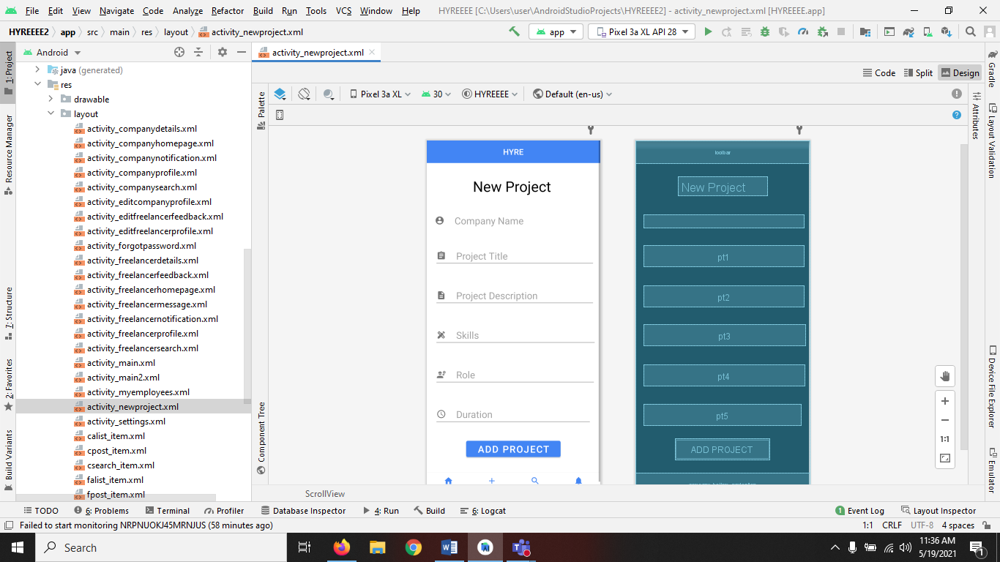 File Edit View Navigate Code Analyze Refactor Build Run Tools VCS Window Help HYREEEE [C:\Users\user\AndroidStudioProjects\HYREEEE2] - activity_newproject.xml [HYREEEE.app]
HYREEEE2 app src main res layout activity_newproject.xml app Pixel 3a XL API 28
1: Project
Resource Manager
7: Structure
2: Favorites
Build Variants
Android
java (generated)
res
drawable
layout
activity_companydetails.xml
activity_companyhomepage.xml
activity_companynotification.xml
activity_companyprofile.xml
activity_companysearch.xml
activity_editcompanyprofile.xml
activity_editfreelancerfeedback.xml
activity_editfreelancerprofile.xml
activity_forgotpassword.xml
activity_freelancerdetails.xml
activity_freelancerfeedback.xml
activity_freelancerhomepage.xml
activity_freelancermessage.xml
activity_freelancernotification.xml
activity_freelancerprofile.xml
activity_freelancersearch.xml
activity_main.xml
activity_main2.xml
activity_myemployees.xml
activity_newproject.xml
activity_settings.xml
calist_item.xml
cpost_item.xml
csearch_item.xml
falist_item.xml
fpost_item.xml
activity_newproject.xml
Code Split Design
Palette
Component Tree
Pixel 3a XL 30 HYREEEE Default (en-us)
HYRE
New Project
Company Name
Project Title
Project Description
Skills
Role
Duration
ADD PROJECT
toolbar
New Project
pt1
pt2
pt3
pt4
pt5
ADD PROJECT
1:1
ScrollView
Attributes
Gradle
Layout Validation
Device File Explorer
Emulator
TODO 6: Problems Terminal Profiler Database Inspector 4: Run Build 6: Logcat 1 Event Log Layout Inspector
Failed to start monitoring NRPNUOKJ45MRNJUS (58 minutes ago) 1:1 CRLF UTF-8 4 spaces
Search
11:36 AM
5/19/2021
1